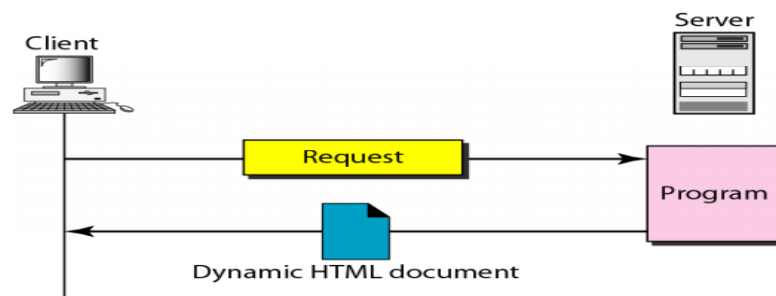 Server
Client
Request
Program
Dynamic HTML document